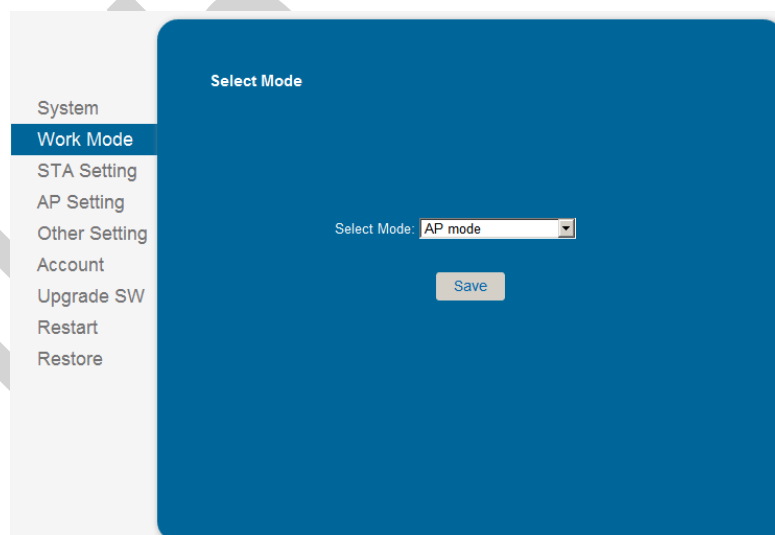 System
Work Mode
STA Setting
AP Setting
Other Setting
Account
Upgrade SW
Restart
Restore
Select Mode
Select Mode: AP mode
Save